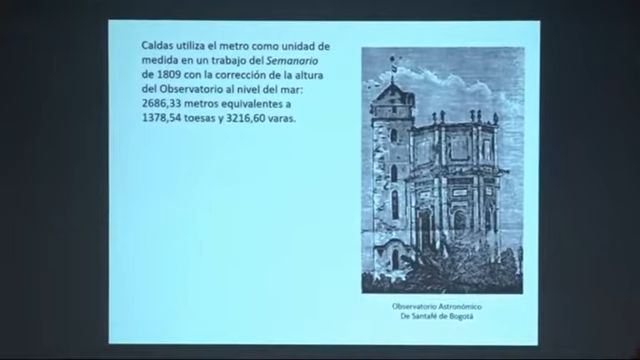 Caldas utiliza el metro como unidad de
medida en un trabajo del Semanario
de 1809 con la corrección de la altura
del Observatorio al nivel del mar:
2686,33 metros equivalentes a
1378,54 toesas y 3216,60 varas.
Observatorio Astronómico
De Santafé de Bogotá